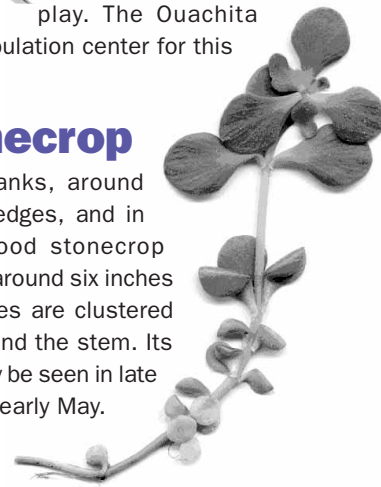 play. The Ouachita
pulation center for this
necrop
anks, around
edges, and in
ood stonecrop
around six inches
es are clustered
nd the stem. Its
be seen in late
early May.